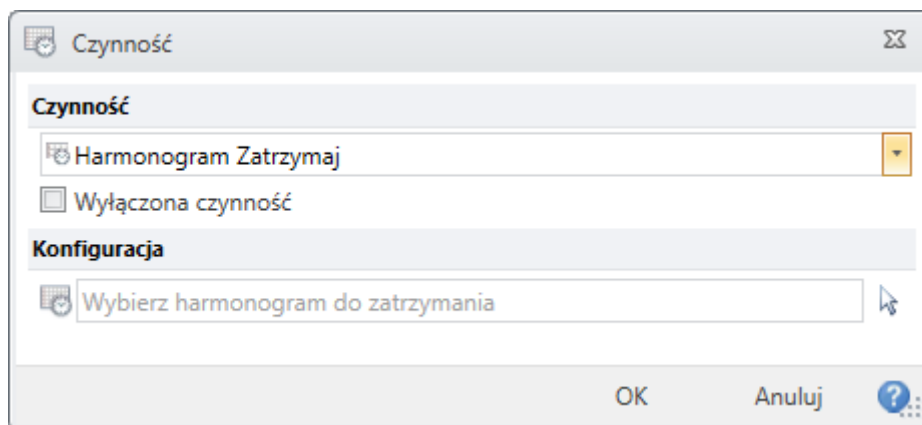 Czynność
Czynność
Harmonogram Zatrzymaj
Wyłączona czynność
Konfiguracja
Wybierz harmonogram do zatrzymania
OK Anuluj ?